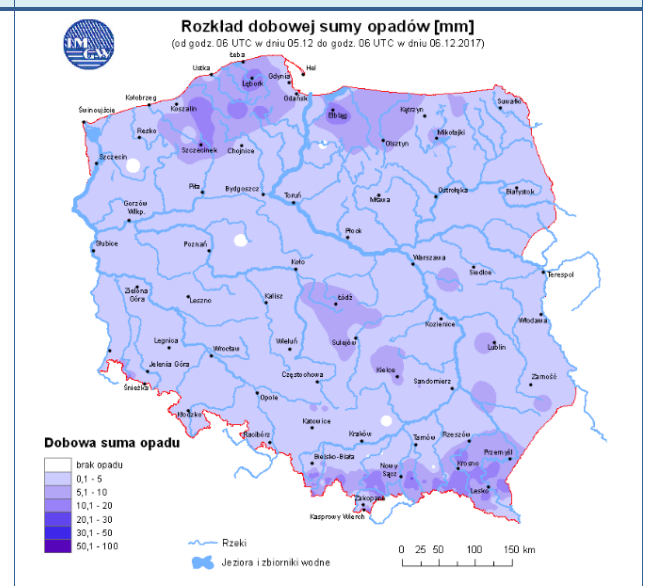 Rozkład dobowej sumy opadów [mm]
(od godz. 06 UTC w dniu 05.12 do godz. 06 UTC w dniu 06.12.2017)
IM
GW
Łeba
Ustka
Hel
Lębork
Gdynia
Kołobrzeg
Koszalin
Gdańsk
Suwałki
Świnoujście
Elbląg
Kętrzyn
Resko
Mikołajki
Szczecinek
Chojnice
Olsztyn
Szczecin
Piła
Bydgoszcz
Ostrołęka
Białystok
Toruń
Mława
Gorzów
Wlkp.
Płock
Słubice
Poznań
Warszawa
Koło
Siedlce
Terespol
Zielona
Góra
Leszno
Kalisz
Łódź
Kozienice
Włodawa
Legnica
Wrocław
Wieluń
Sulejów
Lublin
Jelenia Góra
Kielce
Częstochowa
Zamość
Śnieżka
Sandomierz
Opole
Kłodzko
Katowice
Racibórz
Kraków
Tarnów
Rzeszów
Bielsko-Biała
Przemyśl
Nowy
Sącz
Krosno
Lesko
Zakopane
Kasprowy Wierch
Dobowa suma opadu
brak opadu
0,1 - 5
5,1 - 10
10,1 - 20
20,1 - 30
30,1 - 50
50,1 - 100
Rzeki
Jeziora i zbiorniki wodne
0 25 50 100 150 km